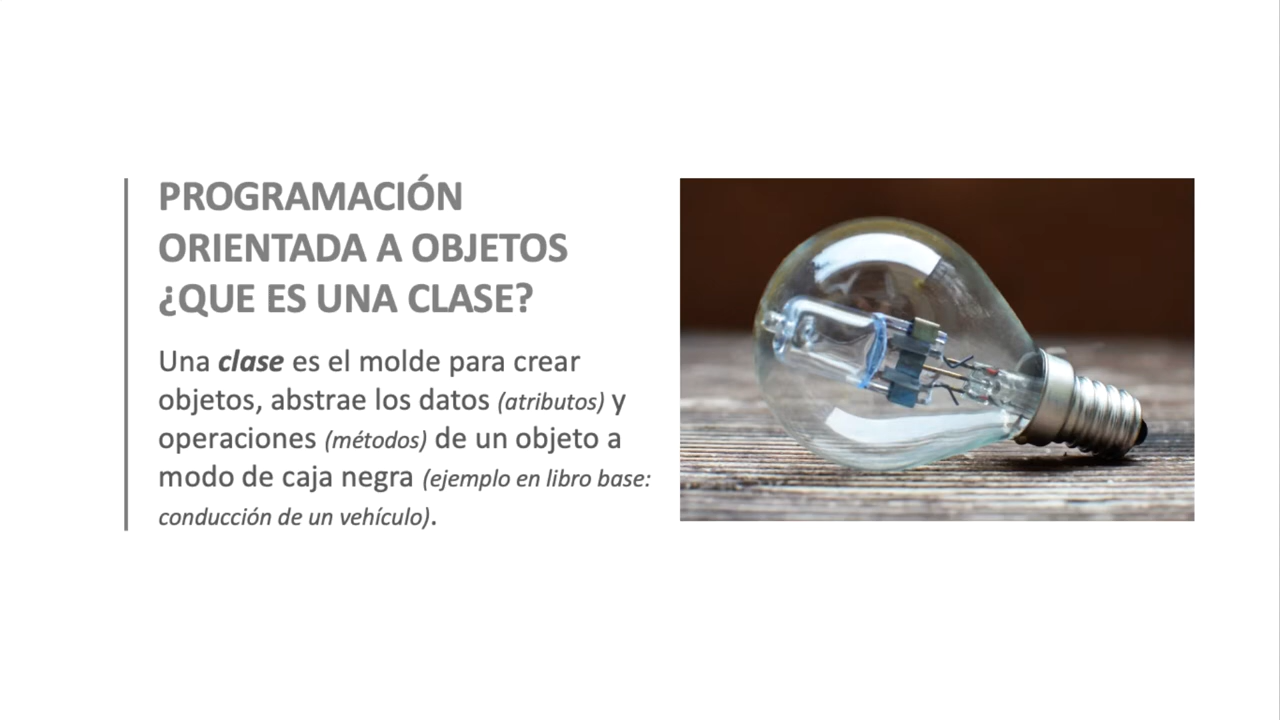 PROGRAMACIÓN
ORIENTADA A OBJETOS
¿QUE ES UNA CLASE?
Una clase es el molde para crear
objetos, abstrae los datos (atributos) y
operaciones (métodos) de un objeto a
modo de caja negra (ejemplo en libro base:
conducción de un vehículo).